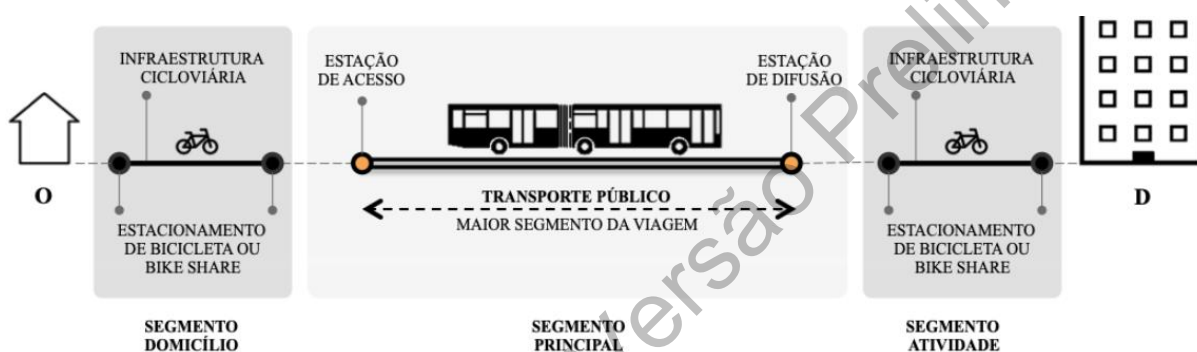 INFRAESTRUTURA
CICLOVIÁRIA
ESTAÇÃO
DE ACESSO
ESTAÇÃO
DE DIFUSÃO
INFRAESTRUTURA
CICLOVIÁRIA
O
TRANSPORTE PÚBLICO
MAIOR SEGMENTO DA VIAGEM
D
ESTACIONAMENTO
DE BICICLETA OU
BIKE SHARE
ESTACIONAMENTO
DE BICICLETA OU
BIKE SHARE
SEGMENTO
DOMICÍLIO
SEGMENTO
PRINCIPAL
SEGMENTO
ATIVIDADE
Versão Prelin